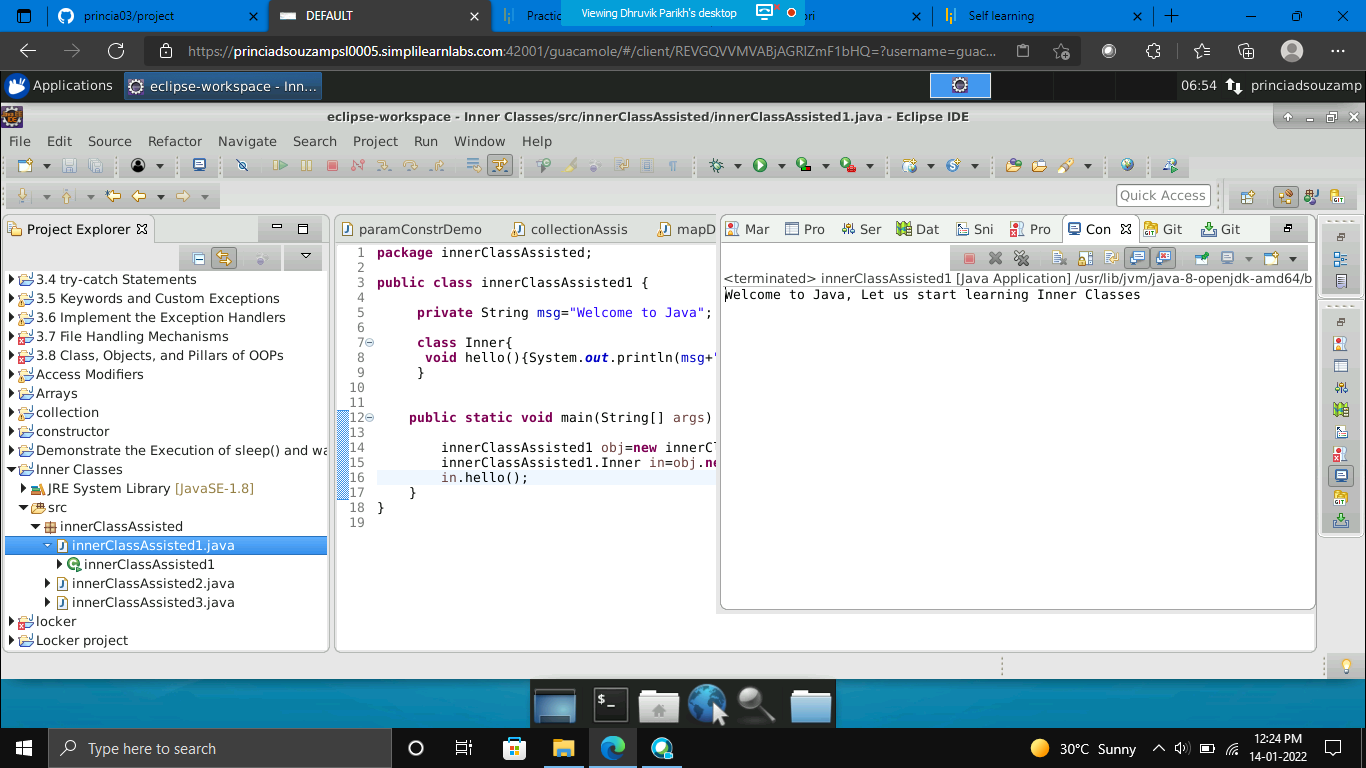 princia03/project
DEFAULT
Practic
Viewing Dhruvik Parikh's desktop
ori
Self learning
https://princiadsouzampsl0005.simplilearnlabs.com:42001/guacamole/#/client/REVGQVVMVABjAGRlZmF1bHQ=?username=guac...
Applications
eclipse-workspace - Inn...
06:54
princiadsouzamp
eclipse-workspace - Inner Classes/src/innerClassAssisted/innerClassAssisted1.java - Eclipse IDE
File Edit Source Refactor Navigate Search Project Run Window Help
Quick Access
Project Explorer
3.4 try-catch Statements
3.5 Keywords and Custom Exceptions
3.6 Implement the Exception Handlers
3.7 File Handling Mechanisms
3.8 Class, Objects, and Pillars of OOPs
Access Modifiers
Arrays
collection
constructor
Demonstrate the Execution of sleep() and wa
Inner Classes
JRE System Library [JavaSE-1.8]
src
innerClassAssisted
innerClassAssisted1.java
innerClassAssisted1
innerClassAssisted2.java
innerClassAssisted3.java
locker
Locker project
paramConstrDemo collectionAssis mapD
1 package innerClassAssisted;
2
3 public class innerClassAssisted1 {
4
5 private String msg="Welcome to Java";
6
7 class Inner{
8 void hello(){System.out.println(msg+"
9 }
10
11
12 public static void main(String[] args)
13
14 innerClassAssisted1 obj=new innerCl
15 innerClassAssisted1.Inner in=obj.ne
16 in.hello();
17 }
18 }
19
Mar Pro Ser Dat Sni Pro Con Git Git
<terminated> innerClassAssisted1 [Java Application] /usr/lib/jvm/java-8-openjdk-amd64/b
Welcome to Java, Let us start learning Inner Classes
$_
Type here to search
30°C Sunny
12:24 PM
14-01-2022